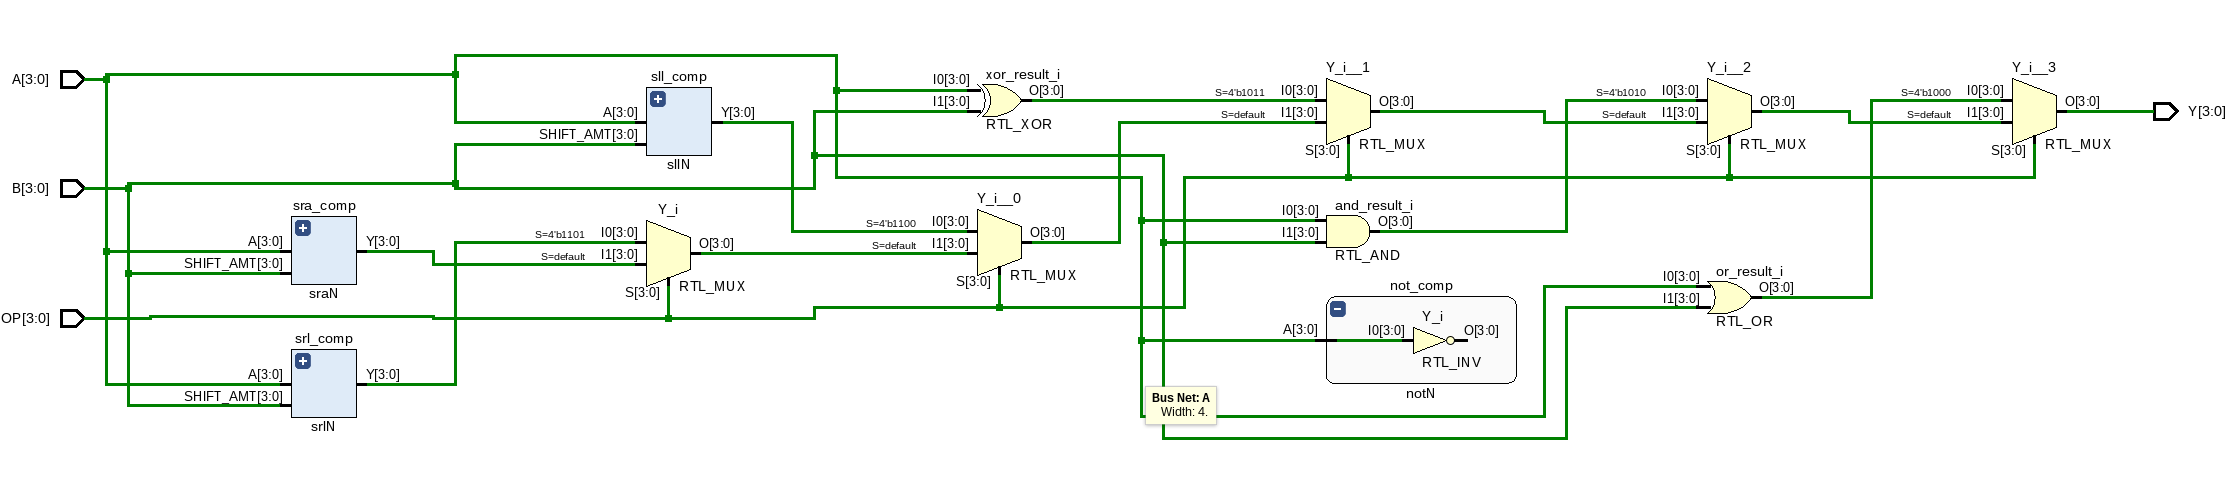 A[3:0]
B[3:0]
OP[3:0]
sra_comp
A[3:0]
SHIFT_AMT[3:0]
Y[3:0]
sraN
srl_comp
A[3:0]
SHIFT_AMT[3:0]
Y[3:0]
srlN
sll_comp
A[3:0]
SHIFT_AMT[3:0]
Y[3:0]
sllN
Y_i
S=4'b1101
I0[3:0]
S=default
I1[3:0]
O[3:0]
S[3:0]
RTL_MUX
Y_i__0
S=4'b1100
I0[3:0]
S=default
I1[3:0]
O[3:0]
S[3:0]
RTL_MUX
xor_result_i
I0[3:0]
I1[3:0]
O[3:0]
RTL_XOR
Y_i__1
S=4'b1011
I0[3:0]
S=default
I1[3:0]
O[3:0]
S[3:0]
RTL_MUX
and_result_i
I0[3:0]
I1[3:0]
O[3:0]
RTL_AND
not_comp
A[3:0]
Y_i
I0[3:0]
O[3:0]
RTL_INV
notN
Bus Net: A
Width: 4.
Y_i__2
S=4'b1010
I0[3:0]
S=default
I1[3:0]
O[3:0]
S[3:0]
RTL_MUX
or_result_i
I0[3:0]
I1[3:0]
O[3:0]
RTL_OR
Y_i__3
S=4'b1000
I0[3:0]
S=default
I1[3:0]
O[3:0]
S[3:0]
RTL_MUX
Y[3:0]